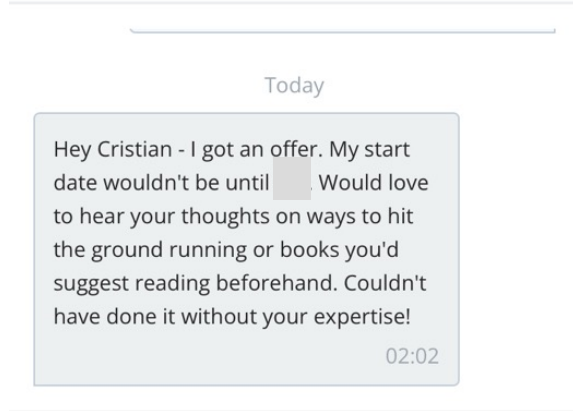 Today
Hey Cristian - I got an offer. My start
date wouldn't be until . Would love
to hear your thoughts on ways to hit
the ground running or books you'd
suggest reading beforehand. Couldn't
have done it without your expertise!
02:02